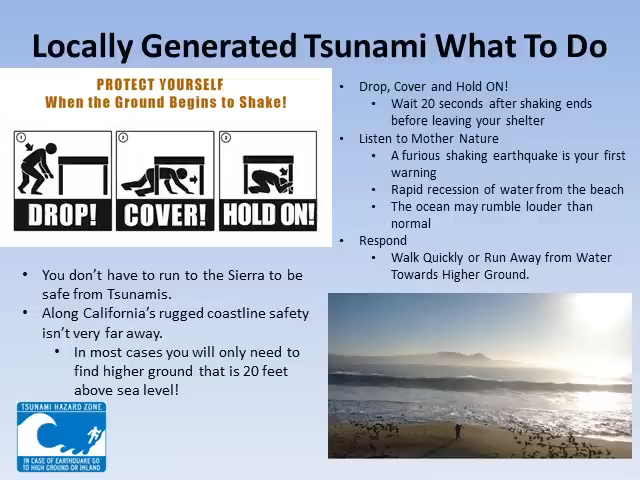 Locally Generated Tsunami What To Do
PROTECT YOURSELF
When the Ground Begins to Shake!
1
2
3
DROP!
COVER!
HOLD ON!
• Drop, Cover and Hold ON!
• Wait 20 seconds after shaking ends
before leaving your shelter
• Listen to Mother Nature
• A furious shaking earthquake is your first
warning
• Rapid recession of water from the beach
• The ocean may rumble louder than
normal
• Respond
• Walk Quickly or Run Away from Water
Towards Higher Ground.
• You don't have to run to the Sierra to be
safe from Tsunamis.
• Along California's rugged coastline safety
isn't very far away.
• In most cases you will only need to
find higher ground that is 20 feet
above sea level!
TSUNAMI HAZARD ZONE
IN CASE OF EARTHQUAKE GO
TO HIGH GROUND OR INLAND